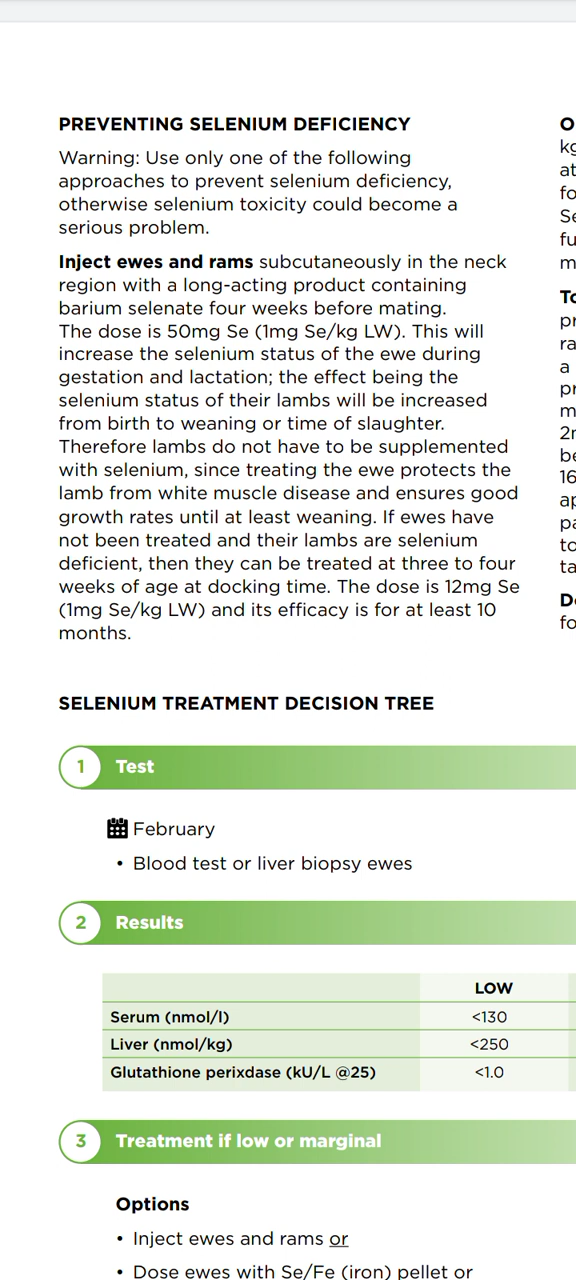 PREVENTING SELENIUM DEFICIENCY
Warning: Use only one of the following
approaches to prevent selenium deficiency,
otherwise selenium toxicity could become a
serious problem.
Inject ewes and rams subcutaneously in the neck
region with a long-acting product containing
barium selenate four weeks before mating.
The dose is 50mg Se (1mg Se/kg LW). This will
increase the selenium status of the ewe during
gestation and lactation; the effect being the
selenium status of their lambs will be increased
from birth to weaning or time of slaughter.
Therefore lambs do not have to be supplemented
with selenium, since treating the ewe protects the
lamb from white muscle disease and ensures good
growth rates until at least weaning. If ewes have
not been treated and their lambs are selenium
deficient, then they can be treated at three to four
weeks of age at docking time. The dose is 12mg Se
(1mg Se/kg LW) and its efficacy is for at least 10
months.
SELENIUM TREATMENT DECISION TREE
1 Test
February
• Blood test or liver biopsy ewes
2 Results
LOW
Serum (nmol/l) <130
Liver (nmol/kg) <250
Glutathione perixdase (kU/L @25) <1.0
3 Treatment if low or marginal
Options
• Inject ewes and rams or
• Dose ewes with Se/Fe (iron) pellet or